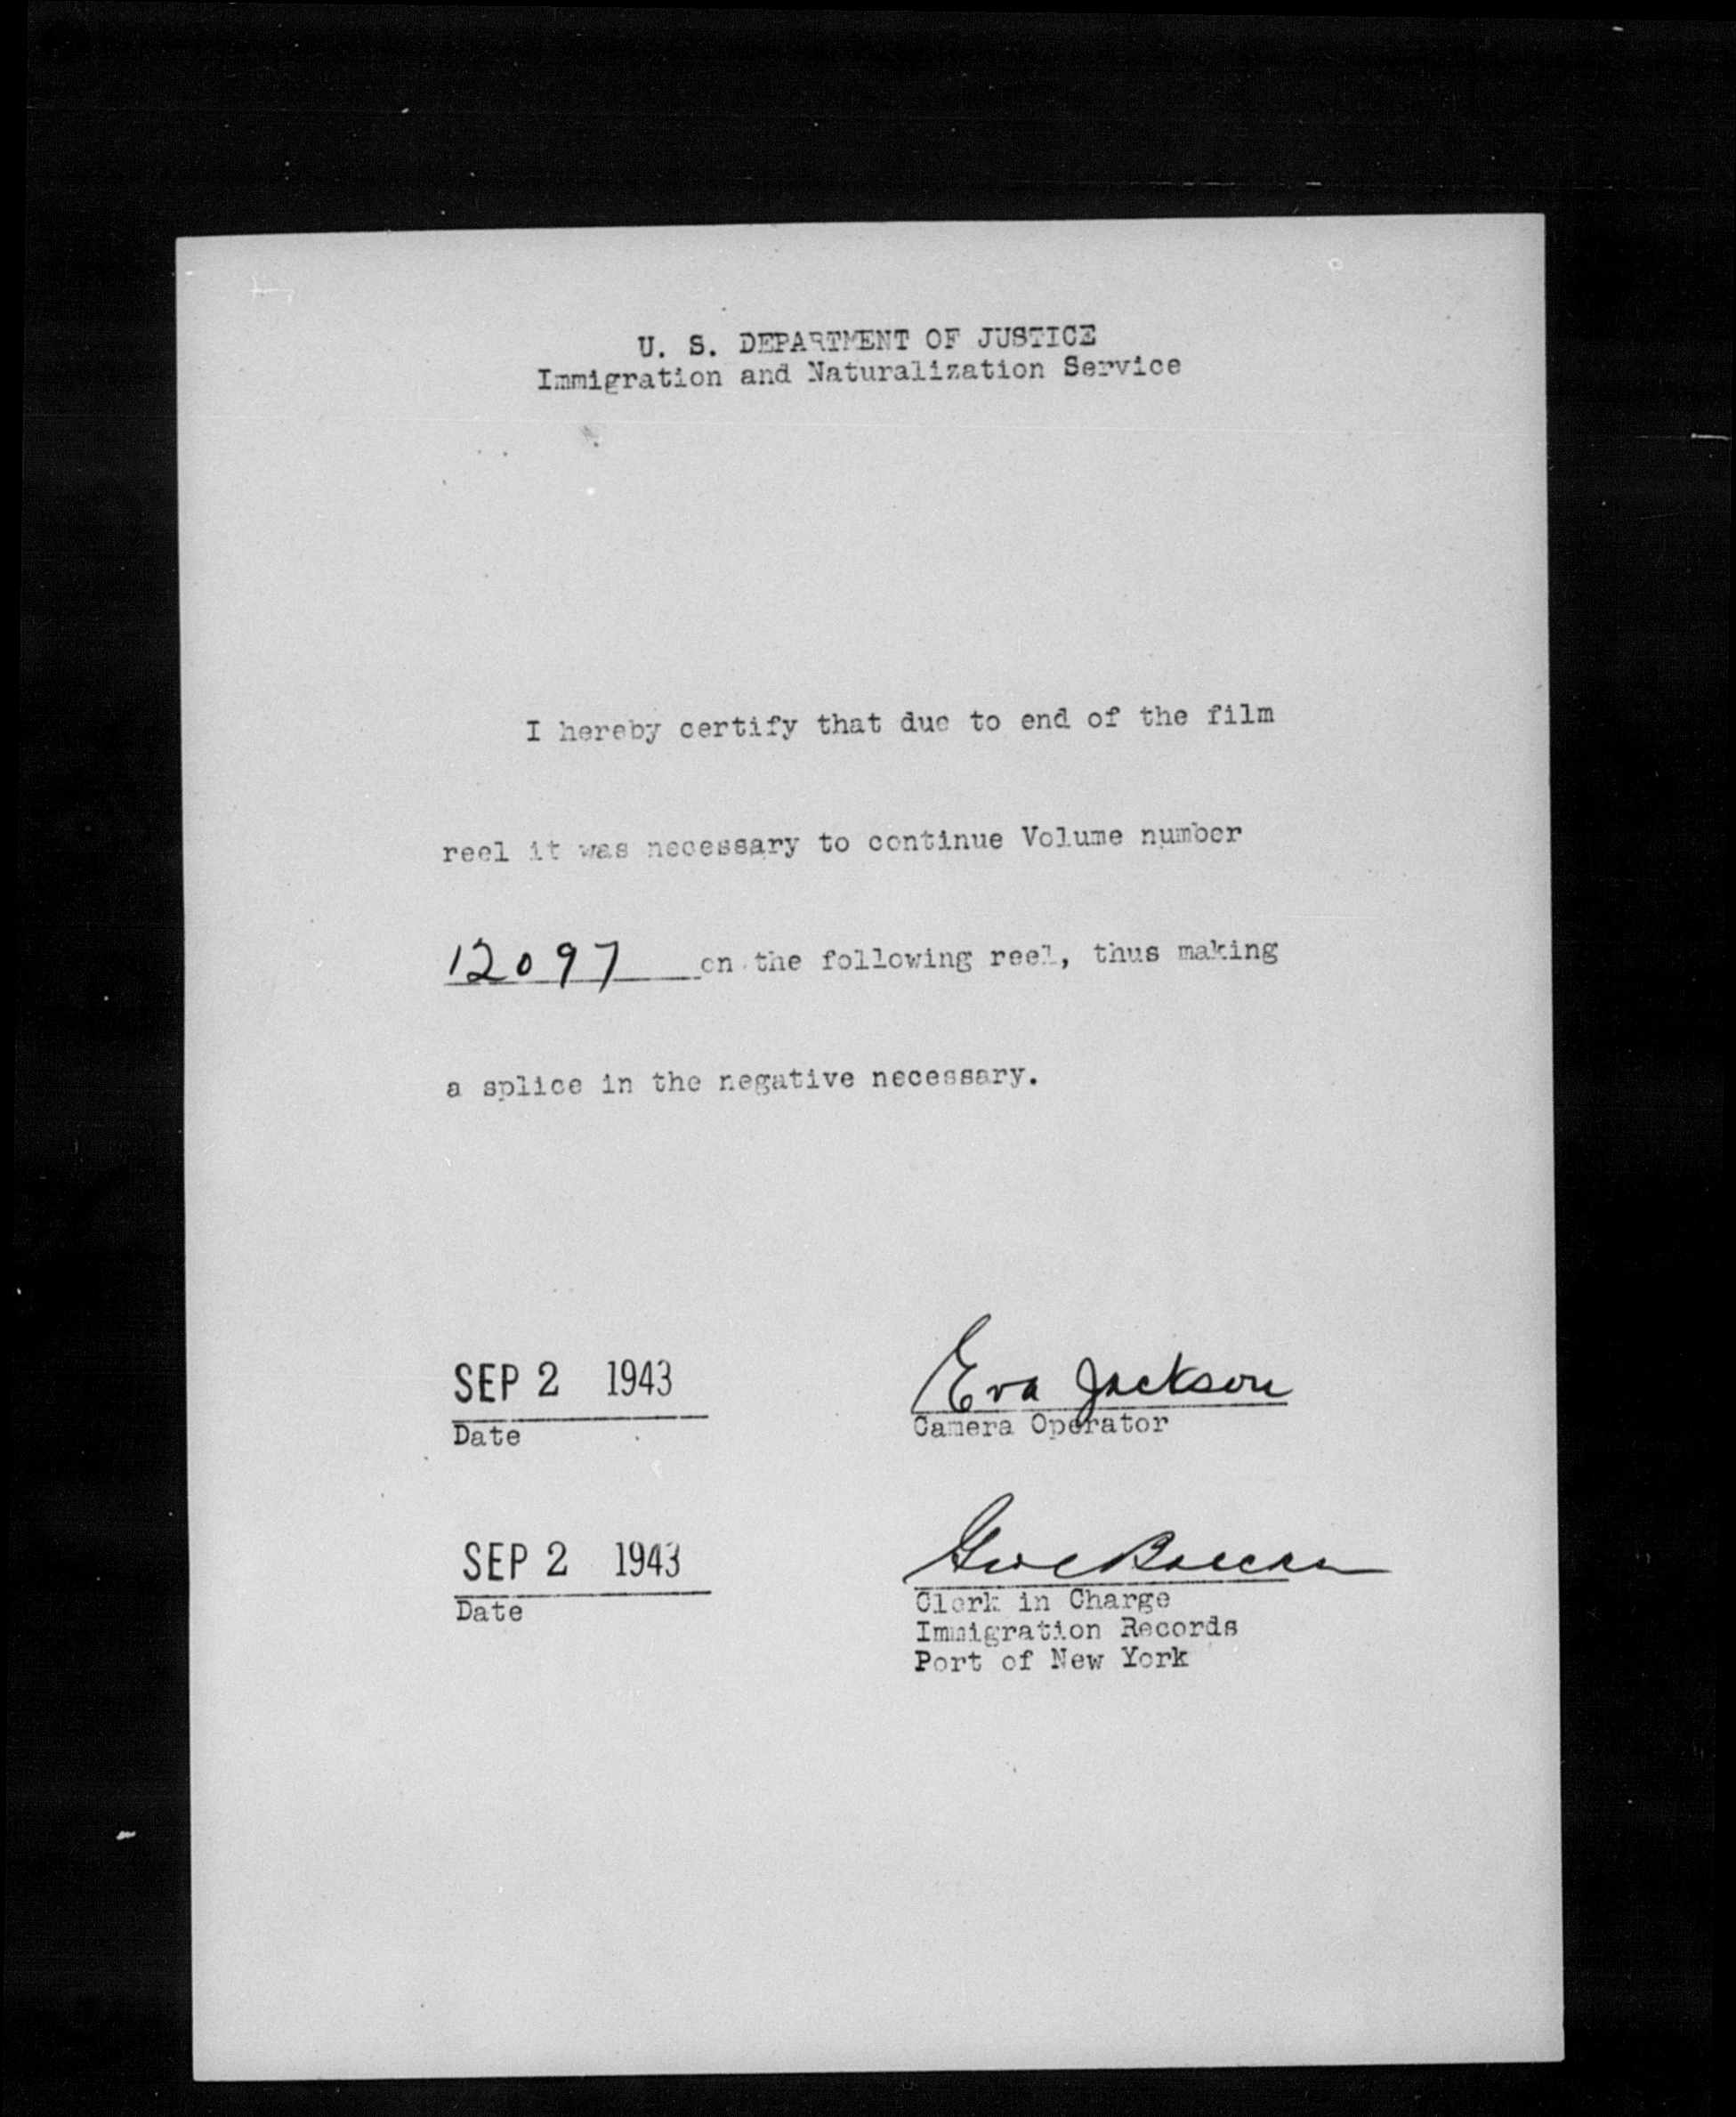 U. S. DEPARTMENT OF JUSTICE
Immigration and Naturalization Service
I hereby certify that due to end of the film
reel it was necessary to continue Volume number
12097 on the following reel, thus making
a splice in the negative necessary.
SEP 2 1943
Date
Eva Jackson
Camera Operator
SEP 2 1943
Date
Clerk in Charge
Immigration Records
Port of New York